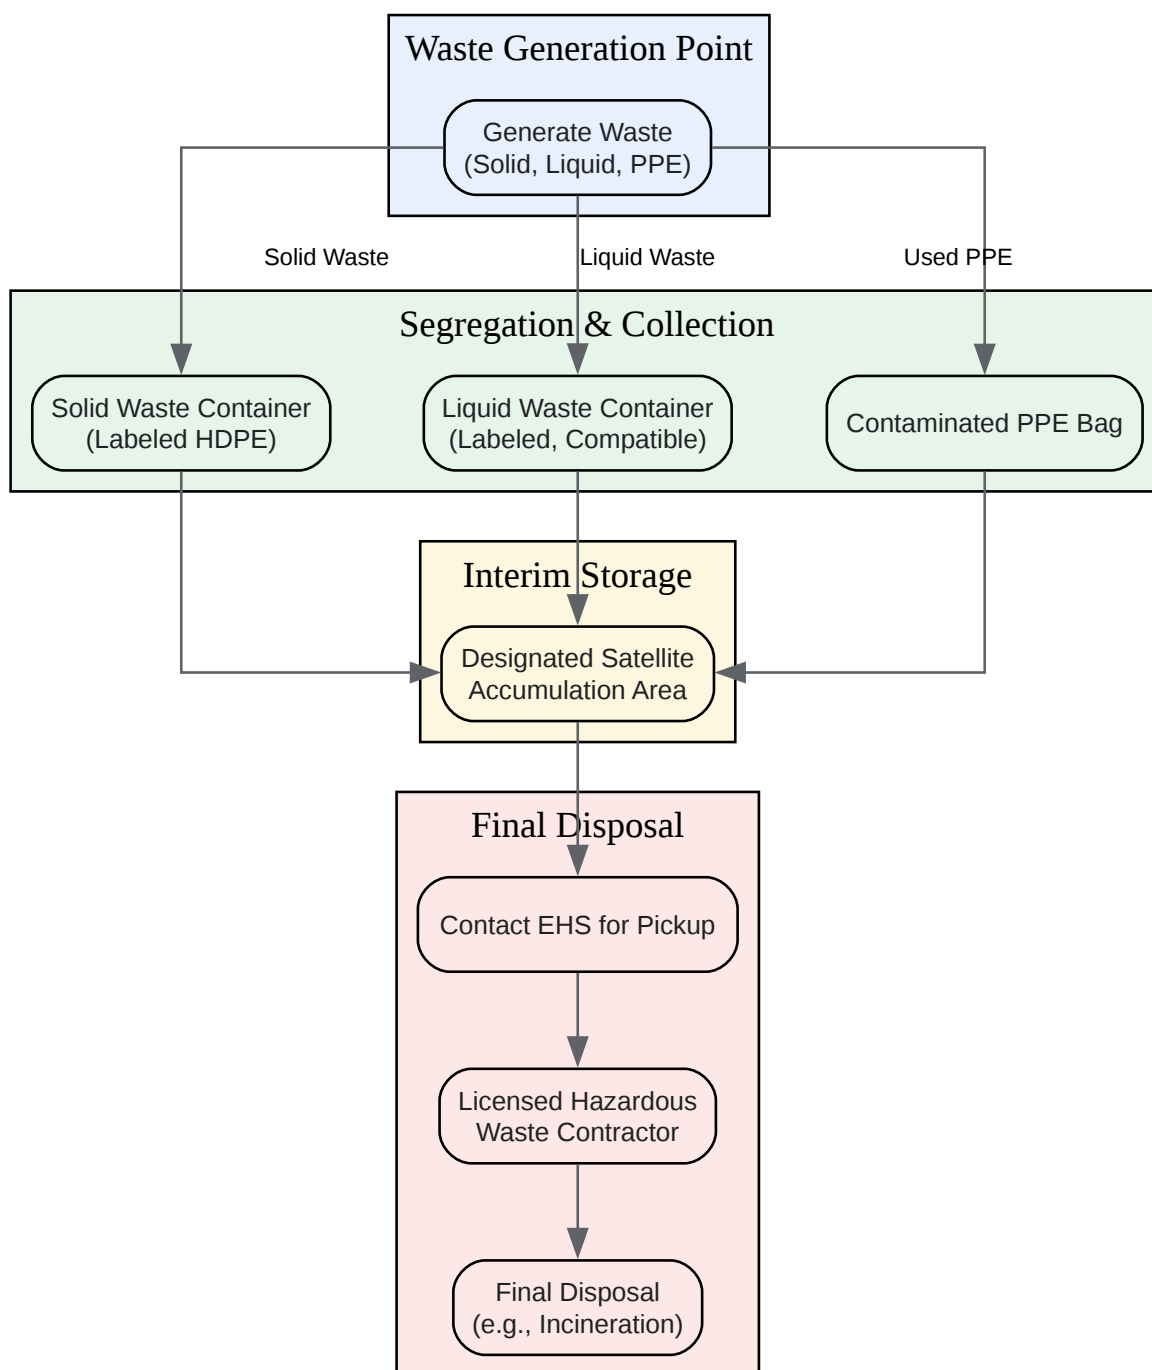 Waste Generation Point
Generate Waste
(Solid, Liquid, PPE)
Solid Waste
Liquid Waste
Used PPE
Segregation & Collection
Solid Waste Container
(Labeled HDPE)
Liquid Waste Container
(Labeled, Compatible)
Contaminated PPE Bag
Interim Storage
Designated Satellite
Accumulation Area
Final Disposal
Contact EHS for Pickup
Licensed Hazardous
Waste Contractor
Final Disposal
(e.g., Incineration)